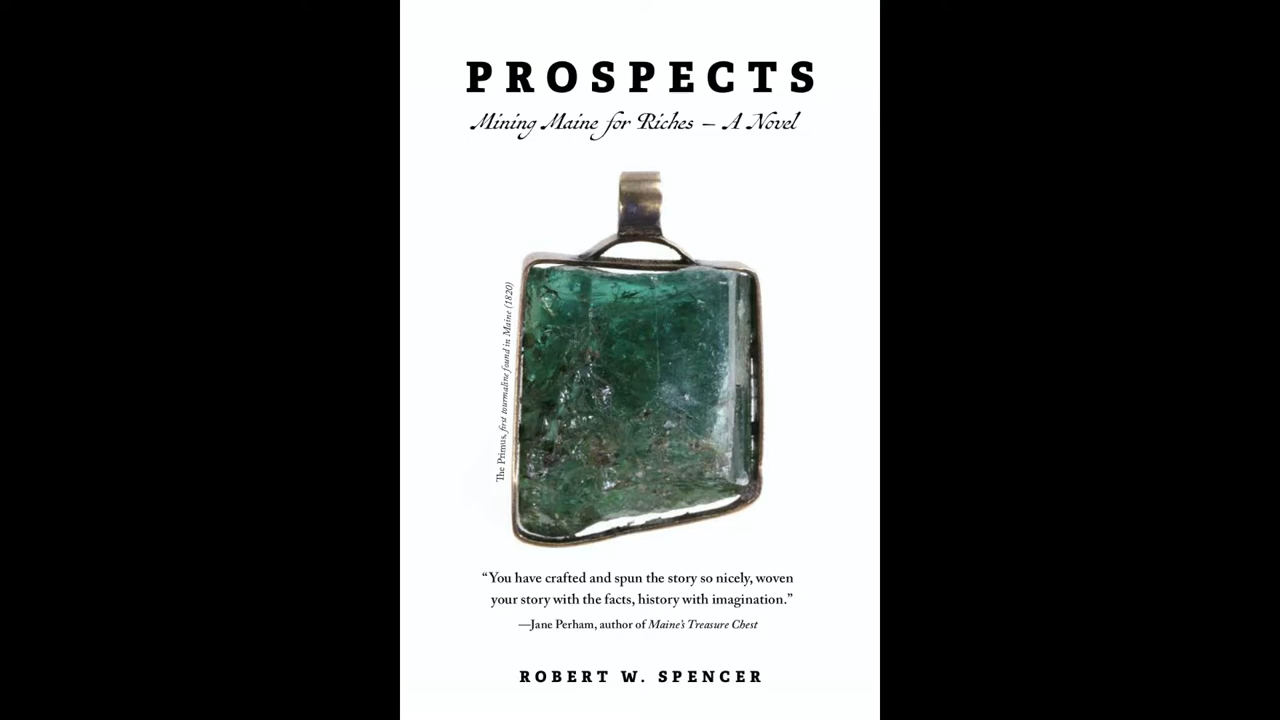 PROSPECTS
Mining Maine for Riches – A Novel
The Primus, first tourmaline found in Maine (1820)
“You have crafted and spun the story so nicely, woven
your story with the facts, history with imagination.”
—Jane Perham, author of Maine’s Treasure Chest
ROBERT W. SPENCER